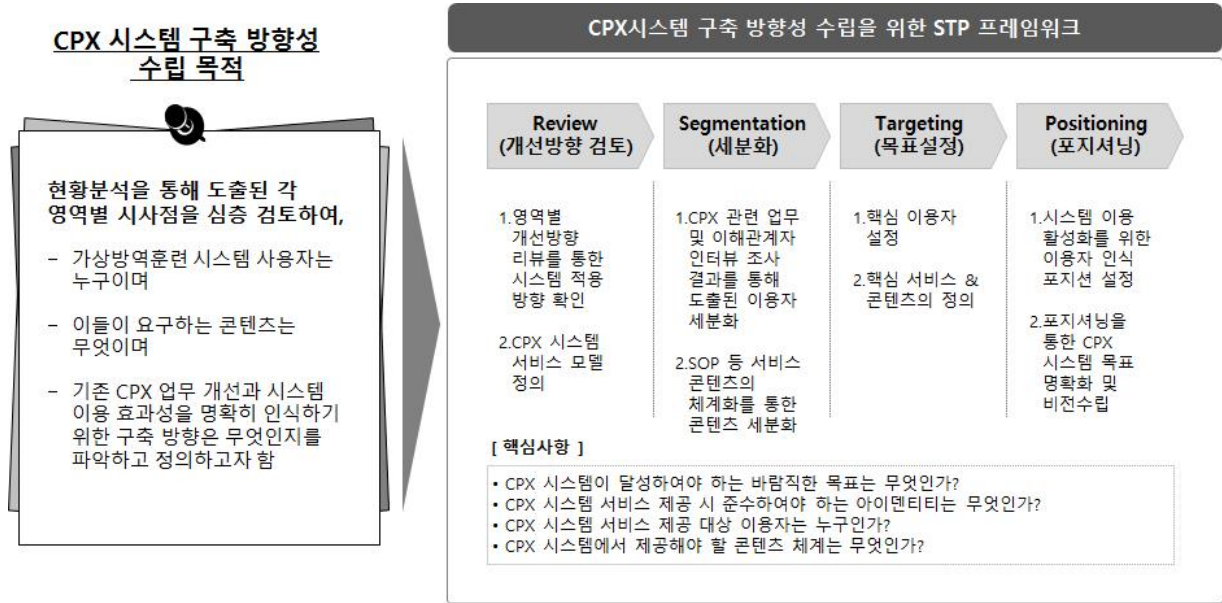 CPX 시스템 구축 방향성
수립 목적
현황분석을 통해 도출된 각
영역별 시사점을 심층 검토하여,
– 가상방역훈련 시스템 사용자는
누구이며
– 이들이 요구하는 콘텐츠는
무엇이며
– 기존 CPX 업무 개선과 시스템
이용 효과성을 명확히 인식하기
위한 구축 방향은 무엇인지를
파악하고 정의하고자 함
CPX시스템 구축 방향성 수립을 위한 STP 프레임워크
Review
(개선방향 검토)
1.영역별
개선방향
리뷰를 통한
시스템 적용
방향 확인
2.CPX 시스템
서비스 모델
정의
Segmentation
(세분화)
1.CPX 관련 업무
및 이해관계자
인터뷰 조사
결과를 통해
도출된 이용자
세분화
2.SOP 등 서비스
콘텐츠의
체계화를 통한
콘텐츠 세분화
Targeting
(목표설정)
1.핵심 이용자
설정
2.핵심 서비스 &
콘텐츠의 정의
Positioning
(포지셔닝)
1.시스템 이용
활성화를 위한
이용자 인식
포지션 설정
2.포지셔닝을
통한 CPX
시스템 목표
명확화 및
비전수립
[ 핵심사항 ]
• CPX 시스템이 달성하여야 하는 바람직한 목표는 무엇인가?
• CPX 시스템 서비스 제공 시 준수하여야 하는 아이덴티티는 무엇인가?
• CPX 시스템 서비스 제공 대상 이용자는 누구인가?
• CPX 시스템에서 제공해야 할 콘텐츠 체계는 무엇인가?